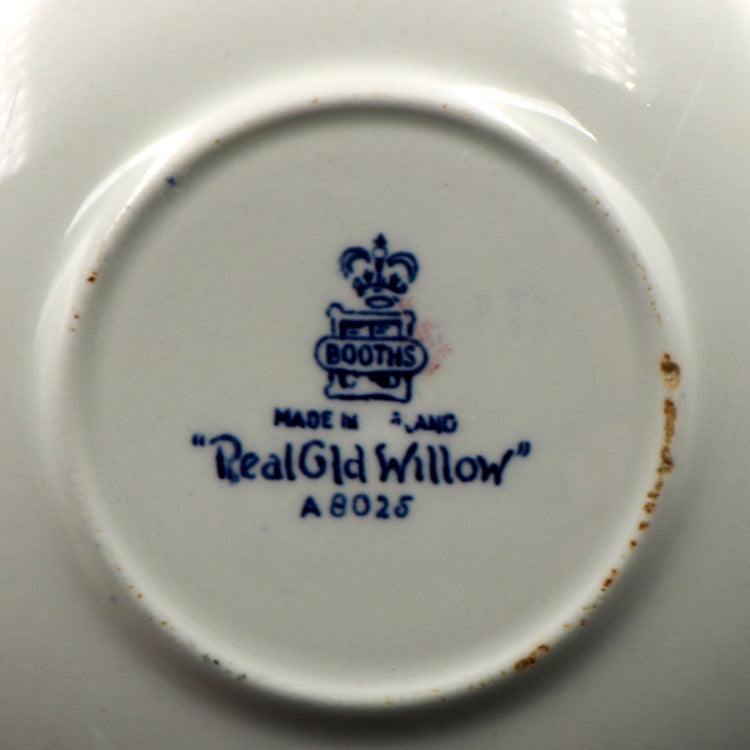 BOOTHS
MADE IN
"Real Old Willow"
A 8025